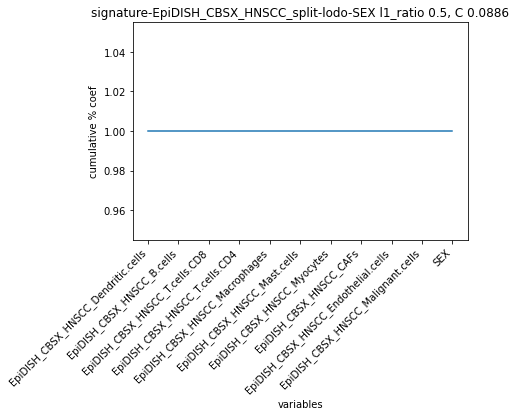 signature-EpiDISH_CBSX_HNSCC_split-lodo-SEX l1_ratio 0.5, C 0.0886
cumulative % coef
1.04
1.02
1.00
0.98
0.96
EpiDISH_CBSX_HNSCC_Dendritic.cells
EpiDISH_CBSX_HNSCC_B.cells
EpiDISH_CBSX_HNSCC_T.cells.CD8
EpiDISH_CBSX_HNSCC_T.cells.CD4
EpiDISH_CBSX_HNSCC_Macrophages
EpiDISH_CBSX_HNSCC_Mast.cells
EpiDISH_CBSX_HNSCC_Myocytes
EpiDISH_CBSX_HNSCC_CAFs
EpiDISH_CBSX_HNSCC_Endothelial.cells
EpiDISH_CBSX_HNSCC_Malignant.cells
SEX
variables